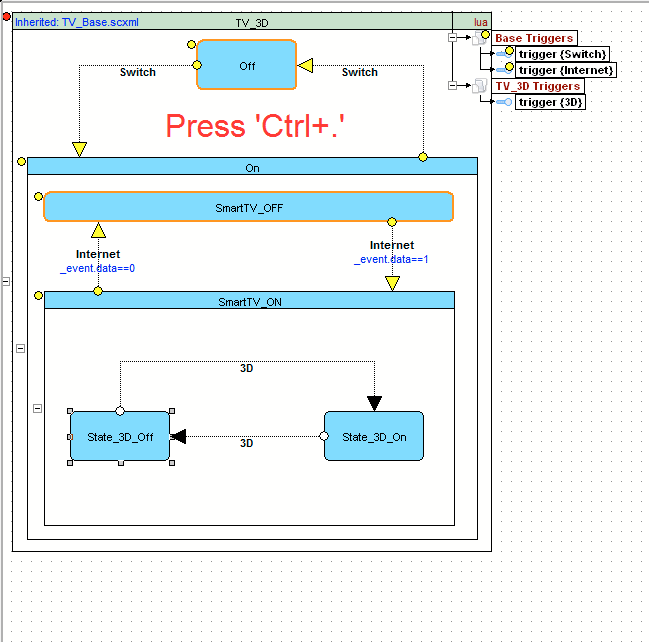 Inherited: TV_Base.scxml
TV_3D
lua
Base Triggers
trigger {Switch}
trigger {Internet}
TV_3D Triggers
trigger {3D}
Off
Switch
Switch
Press 'Ctrl+.'
On
SmartTV_OFF
Internet
_event.data==0
Internet
_event.data==1
SmartTV_ON
3D
State_3D_Off
State_3D_On
3D